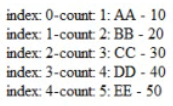 index: 0-count: 1: AA - 10
index: 1-count: 2: BB - 20
index: 2-count: 3: CC - 30
index: 3-count: 4: DD - 40
index: 4-count: 5: EE - 50